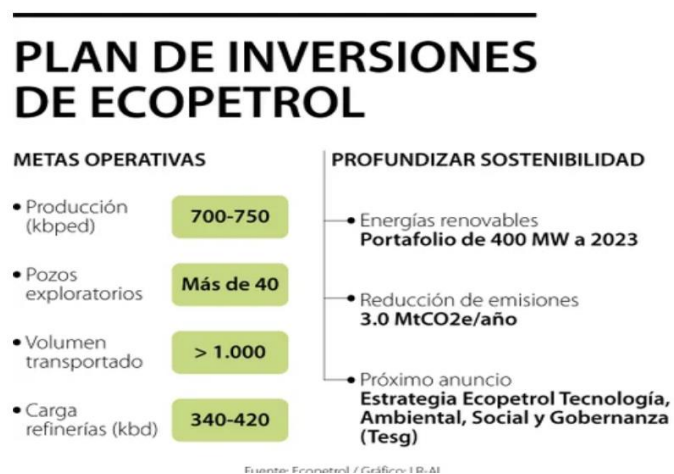 PLAN DE INVERSIONES
DE ECOPETROL
METAS OPERATIVAS
• Producción
(kbped)
700-750
• Pozos
exploratorios
Más de 40
• Volumen
transportado
> 1.000
• Carga
refinerías (kbd)
340-420
PROFUNDIZAR SOSTENIBILIDAD
Energías renovables
Portafolio de 400 MW a 2023
Reducción de emisiones
3.0 MtCO2e/año
Próximo anuncio
Estrategia Ecopetrol Tecnología,
Ambiental, Social y Gobernanza
(Tesg)
Fuente: Ecopetrol / Gráfico: LR-AL